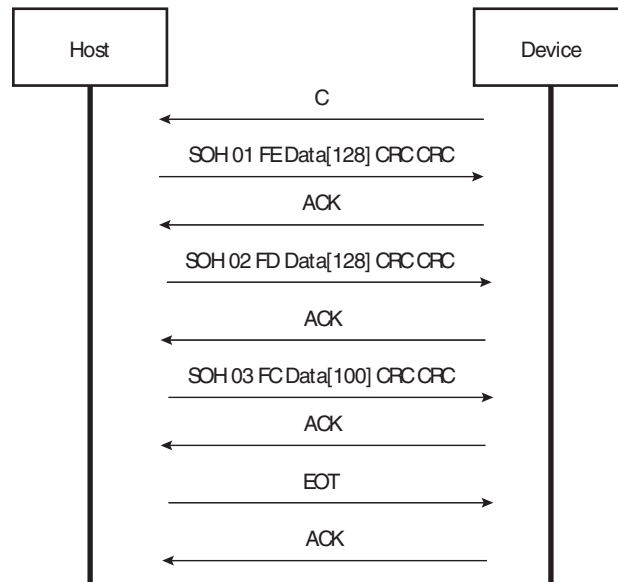 Host
Device
C
SOH 01 FE Data[128] CRC CRC
ACK
SOH 02 FD Data[128] CRC CRC
ACK
SOH 03 FC Data[100] CRC CRC
ACK
EOT
ACK